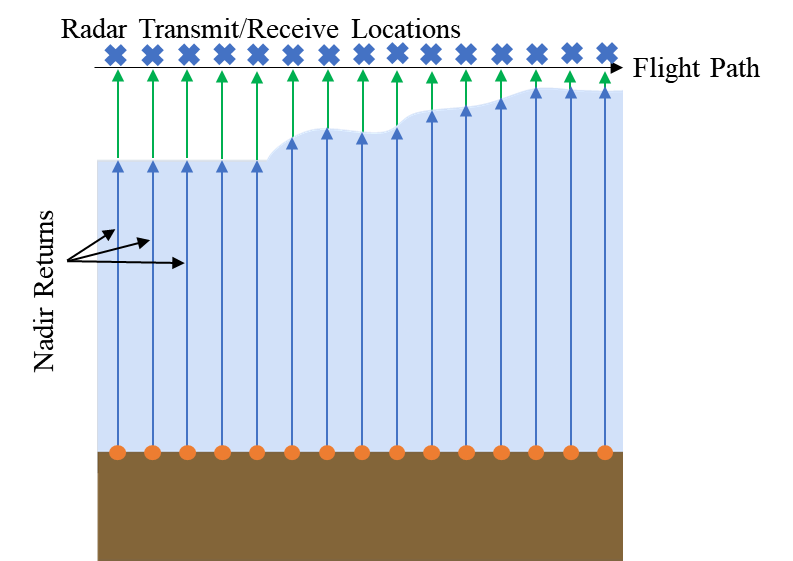 Radar Transmit/Receive Locations
Flight Path
Nadir Returns